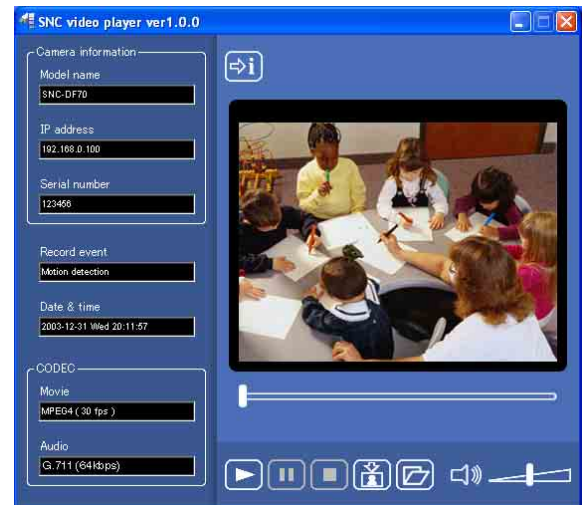 SNC video player ver1.0.0
Camera information
Model name
SNC-DF70
IP address
192.168.0.100
Serial number
123456
Record event
Motion detection
Date & time
2003-12-31 Wed 20:11:57
CODEC
Movie
MPEG4 ( 30 fps )
Audio
G.711 (64kbps)
i